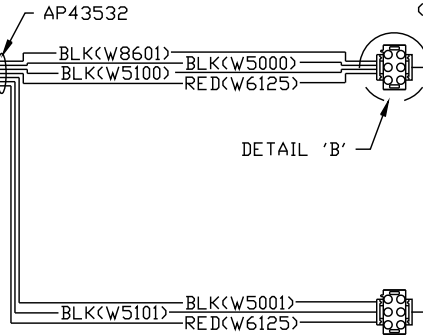 AP43532
BLK(W8601)
BLK(W5000)
BLK(W5100)
RED(W6125)
DETAIL 'B'
BLK(W5001)
BLK(W5101)
RED(W6125)